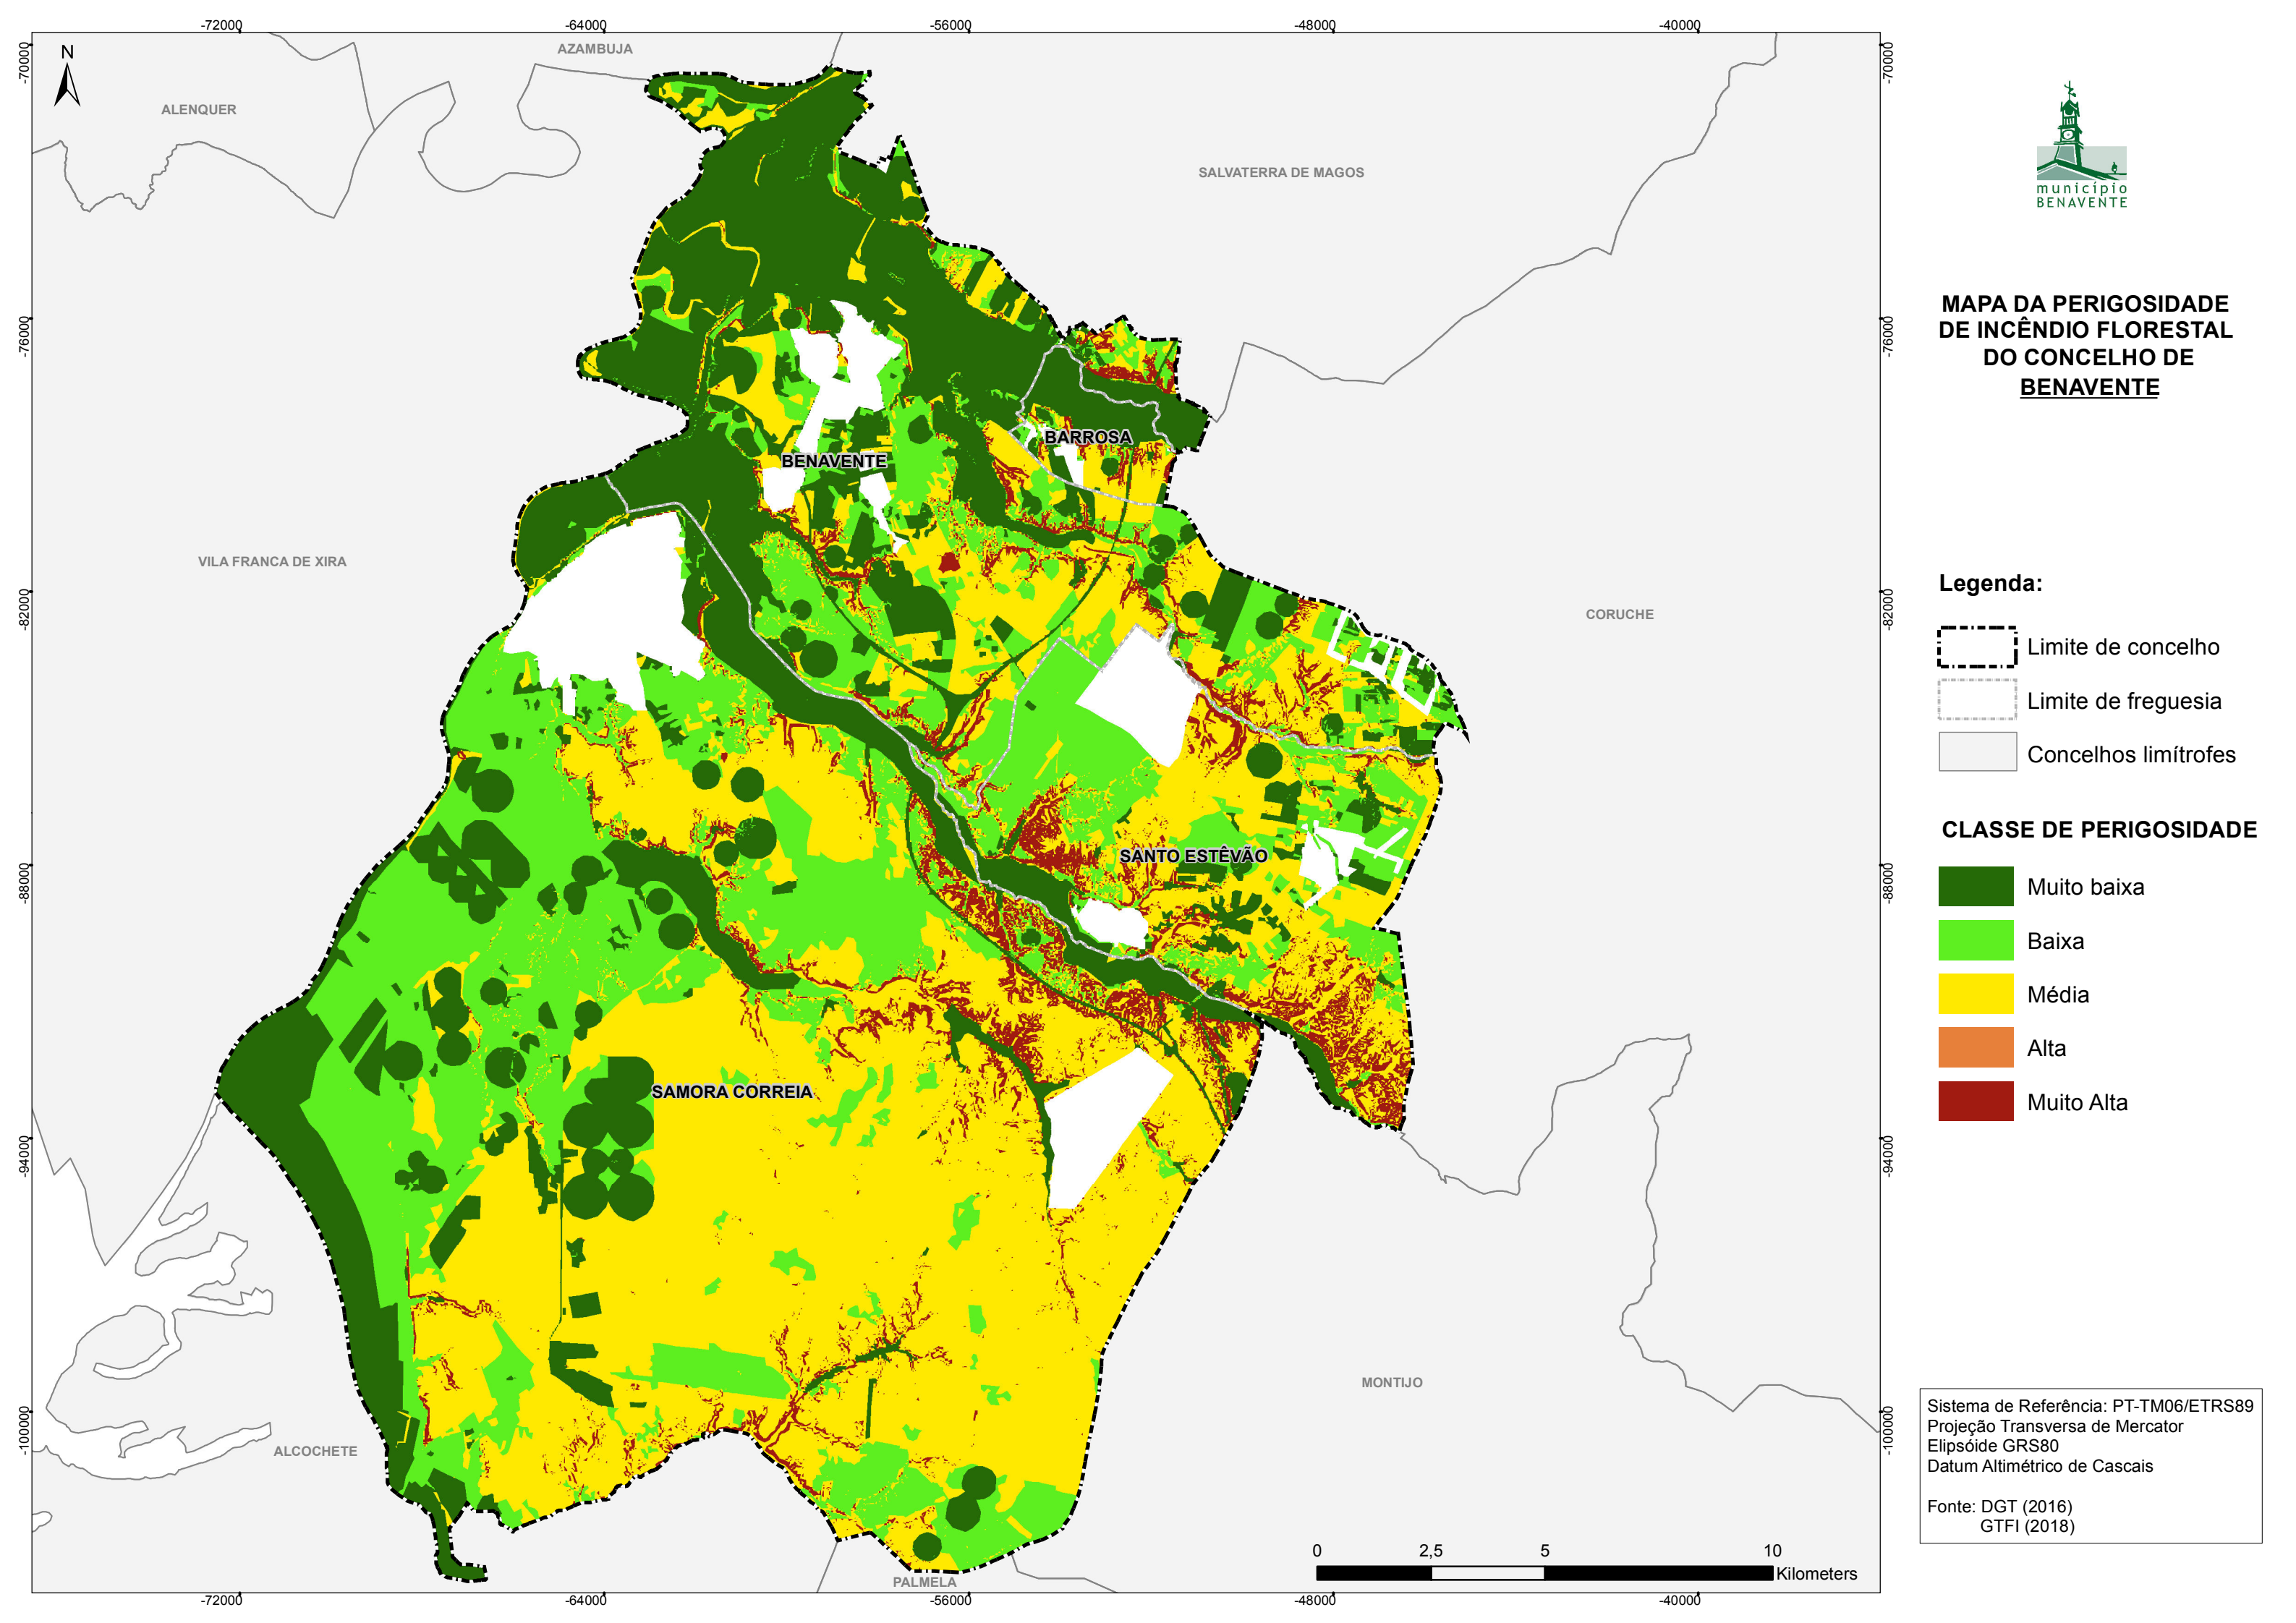 -72000
-64000
-56000
-48000
-40000
-70000
-76000
-82000
-88000
-94000
-100000
-70000
-76000
-82000
-88000
-94000
-100000
-72000
-64000
-56000
-48000
-40000
N
AZAMBUJA
ALENQUER
SALVATERRA DE MAGOS
VILA FRANCA DE XIRA
CORUCHE
MONTIJO
ALCOCHETE
PALMELA
BARROSA
BENAVENTE
SANTO ESTÊVÃO
SAMORA CORREIA
0
2,5
5
10
Kilometers
município
BENAVENTE
MAPA DA PERIGOSIDADE
DE INCÊNDIO FLORESTAL
DO CONCELHO DE
BENAVENTE
Legenda:
Limite de concelho
Limite de freguesia
Concelhos limítrofes
CLASSE DE PERIGOSIDADE
Muito baixa
Baixa
Média
Alta
Muito Alta
Sistema de Referência: PT-TM06/ETRS89
Projeção Transversa de Mercator
Elipsóide GRS80
Datum Altimétrico de Cascais
Fonte: DGT (2016)
GTFI (2018)